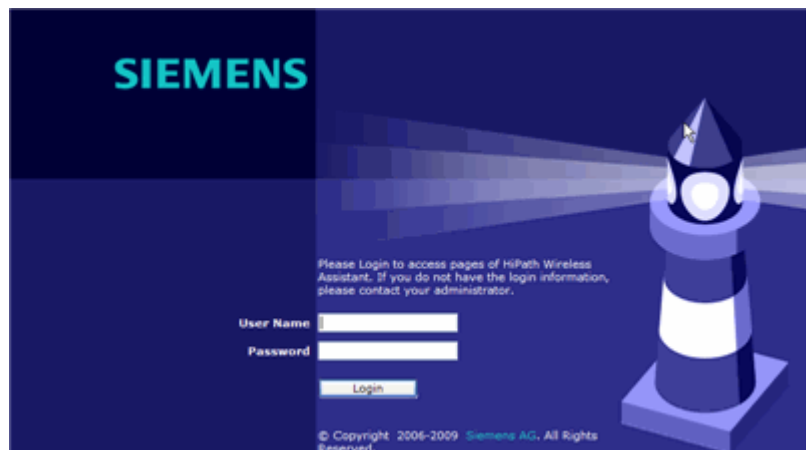 SIEMENS
Please Login to access pages of HiPath Wireless
Assistant. If you do not have the login information,
please contact your administrator.
User Name
Password
Login
© Copyright 2006-2009 Siemens AG. All Rights
Reserved